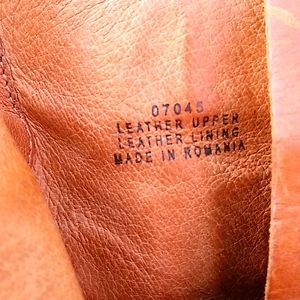 07045
LEATHER UPPER
LEATHER LINING
MADE IN ROMANIA